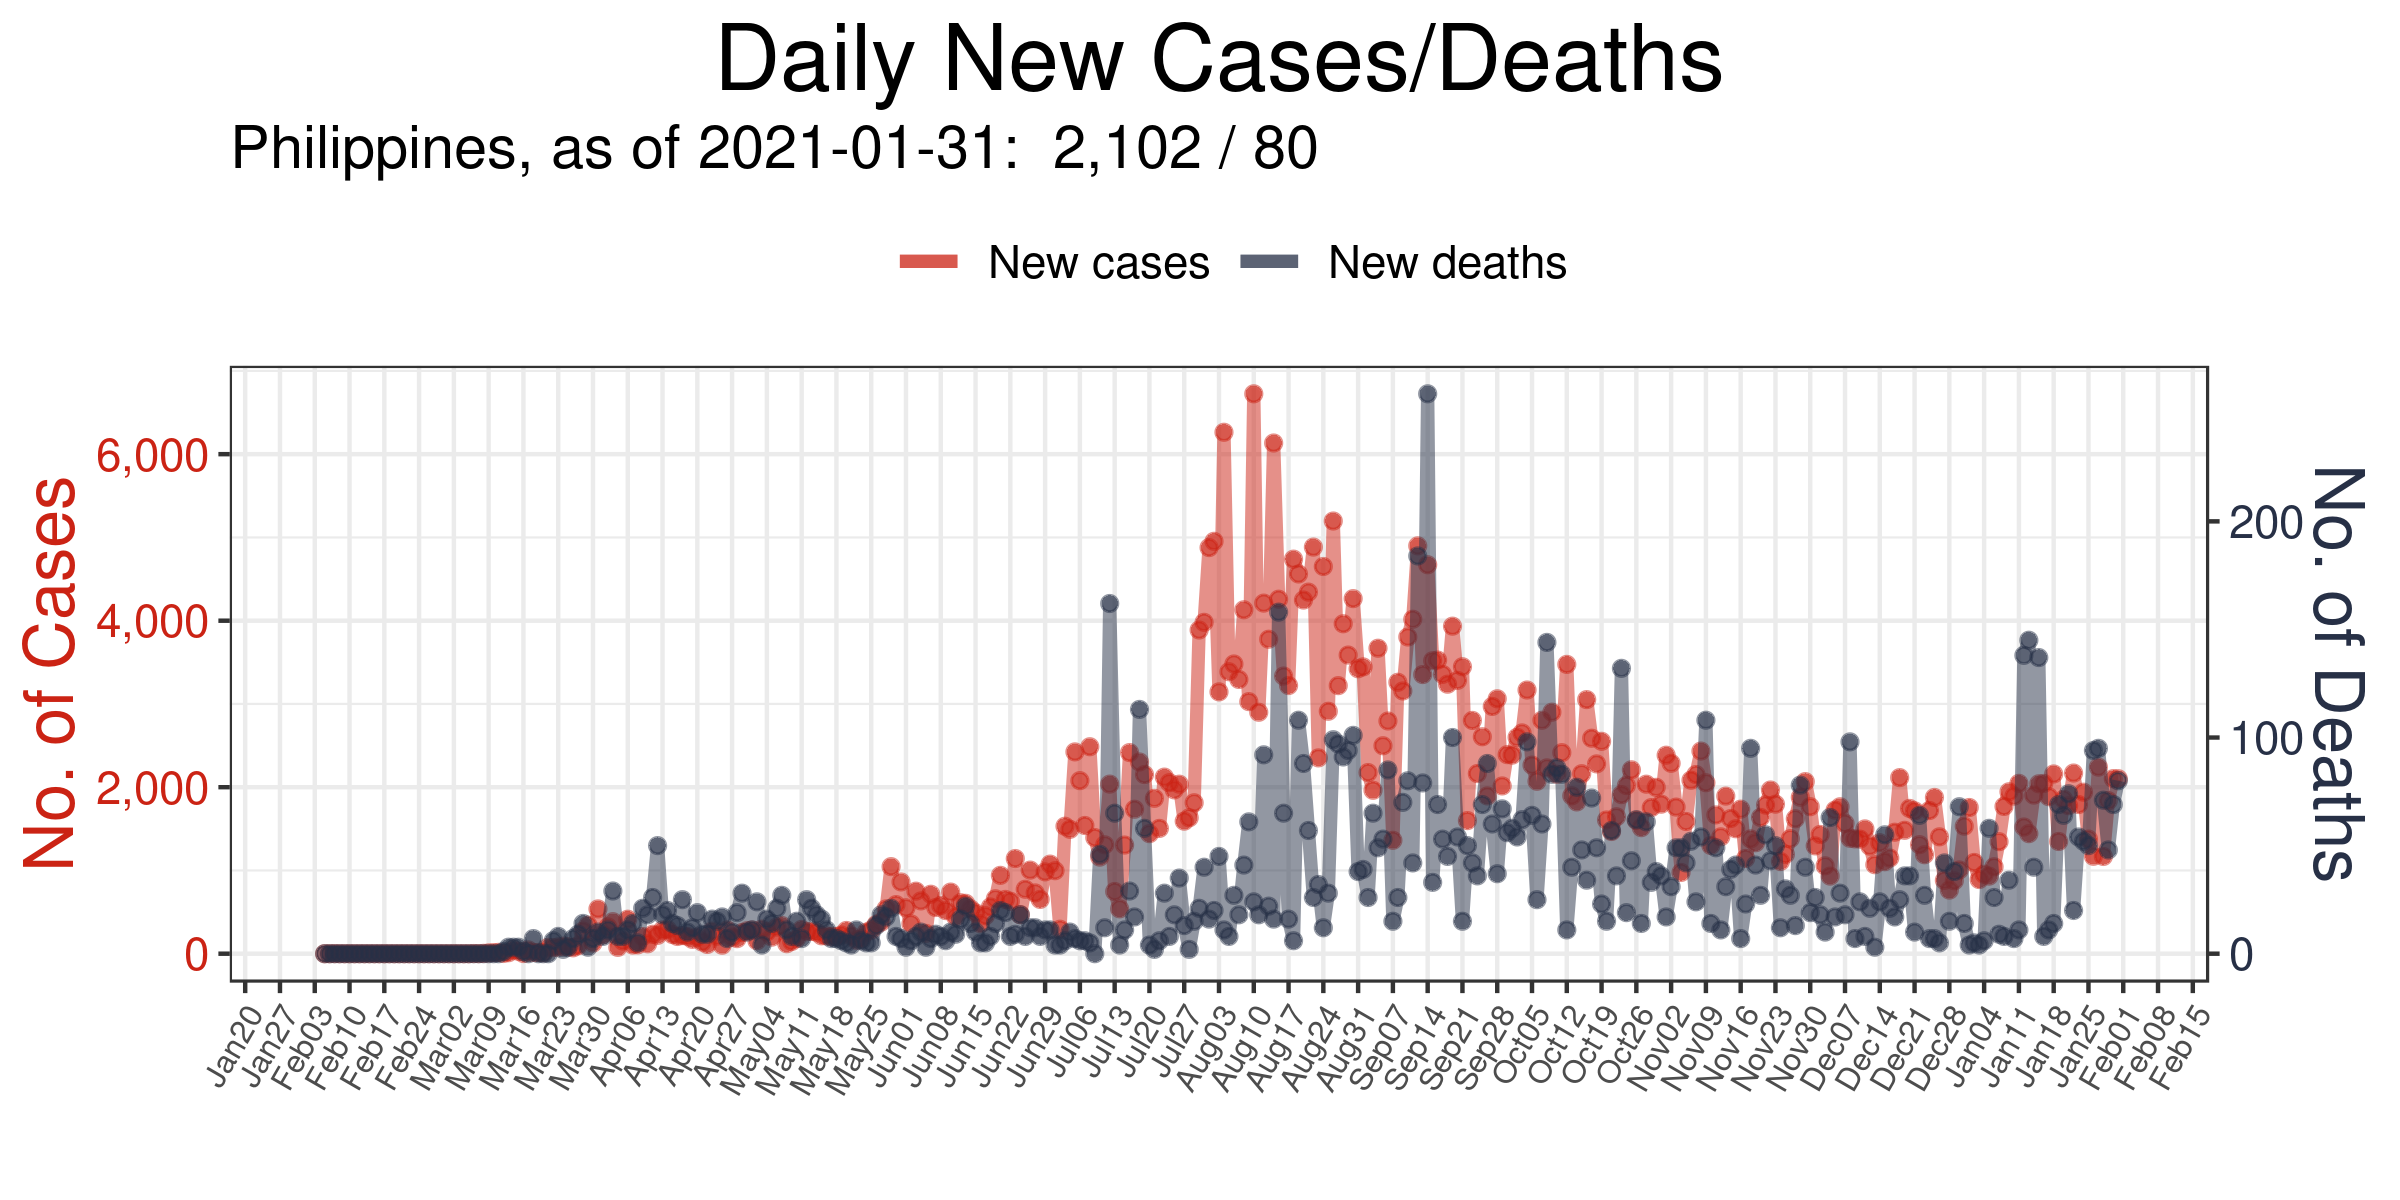 Daily New Cases/Deaths
Philippines, as of 2021-01-31:  2,102 / 80
New cases
New deaths
No. of Cases
6,000
4,000
2,000
0
200
100
0
No. of Deaths
Jan20
Jan27
Feb03
Feb10
Feb17
Feb24
Mar02
Mar09
Mar16
Mar23
Mar30
Apr06
Apr13
Apr20
Apr27
May04
May11
May18
May25
Jun01
Jun08
Jun15
Jun22
Jun29
Jul06
Jul13
Jul20
Jul27
Aug03
Aug10
Aug17
Aug24
Aug31
Sep07
Sep14
Sep21
Sep28
Oct05
Oct12
Oct19
Oct26
Nov02
Nov09
Nov16
Nov23
Nov30
Dec07
Dec14
Dec21
Dec28
Jan04
Jan11
Jan18
Jan25
Feb01
Feb08
Feb15